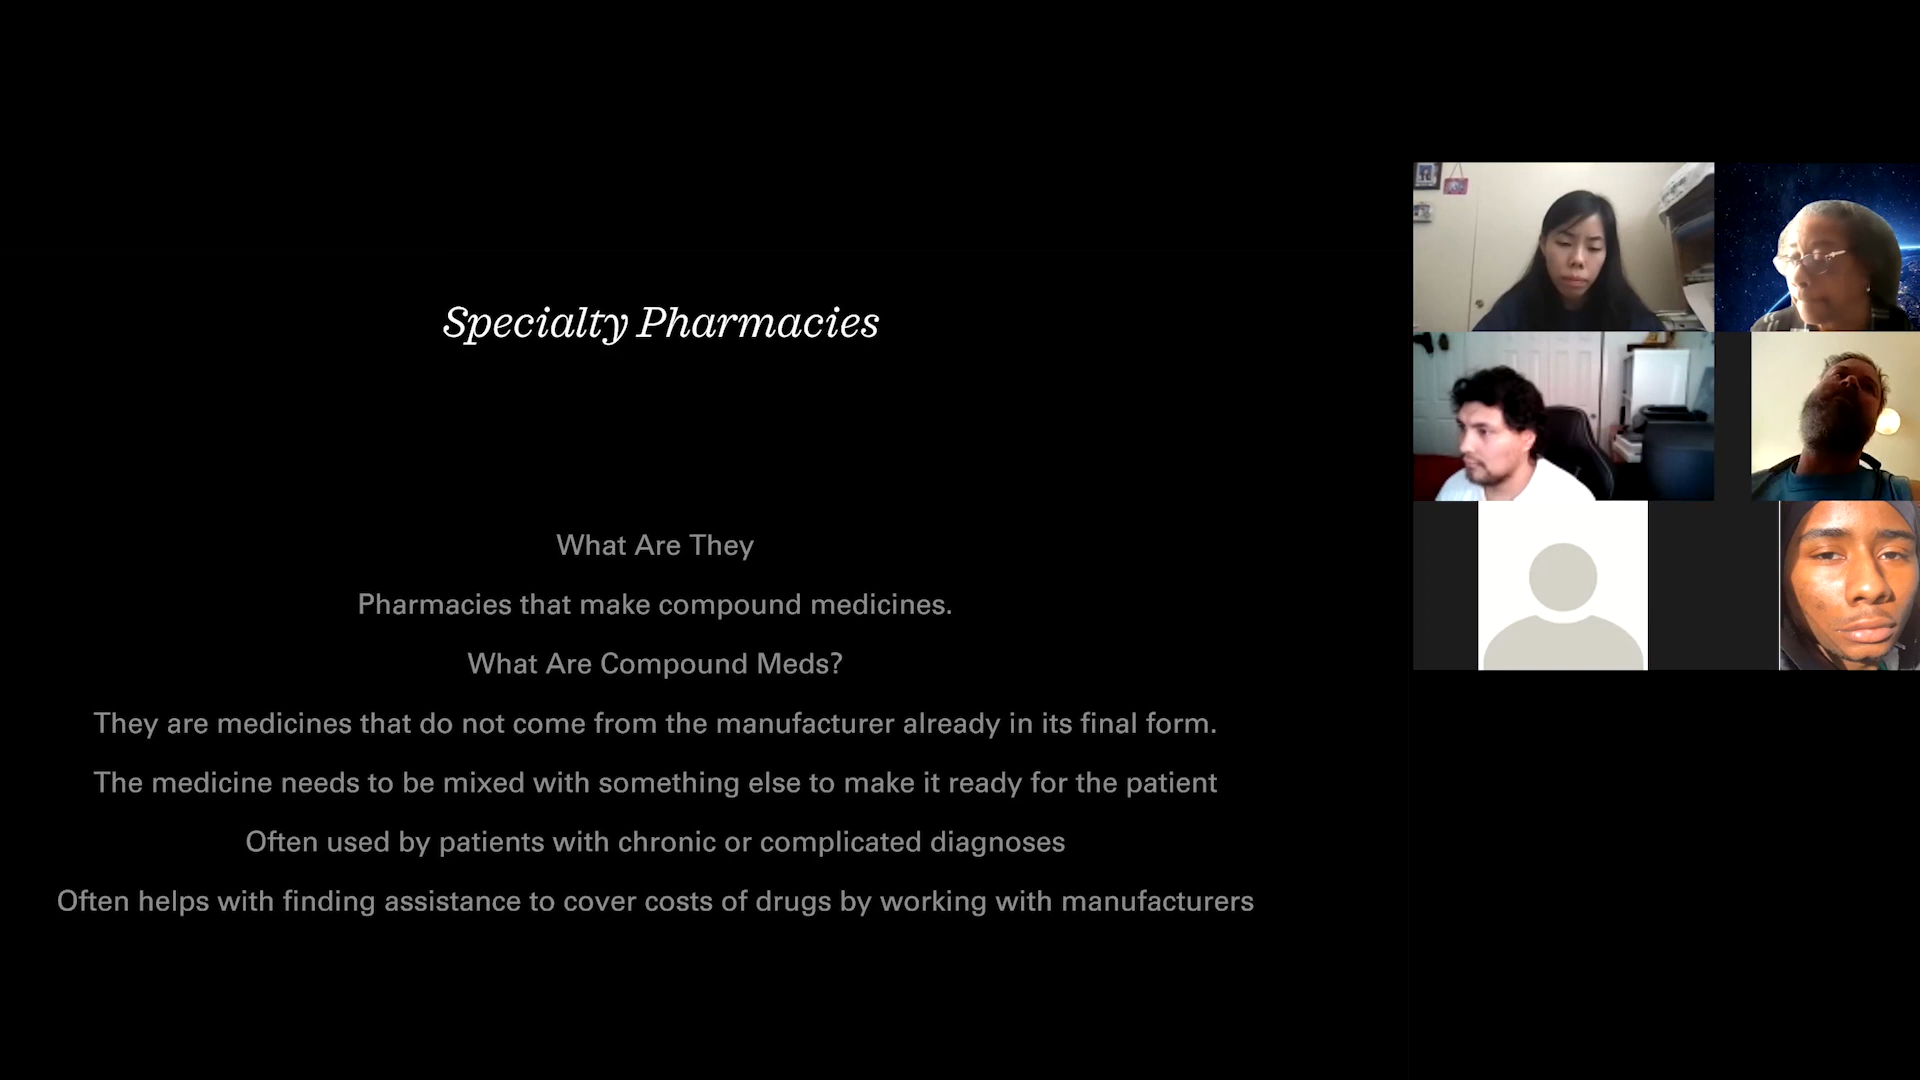 Specialty Pharmacies
What Are They
Pharmacies that make compound medicines.
What Are Compound Meds?
They are medicines that do not come from the manufacturer already in its final form.
The medicine needs to be mixed with something else to make it ready for the patient
Often used by patients with chronic or complicated diagnoses
Often helps with finding assistance to cover costs of drugs by working with manufacturers